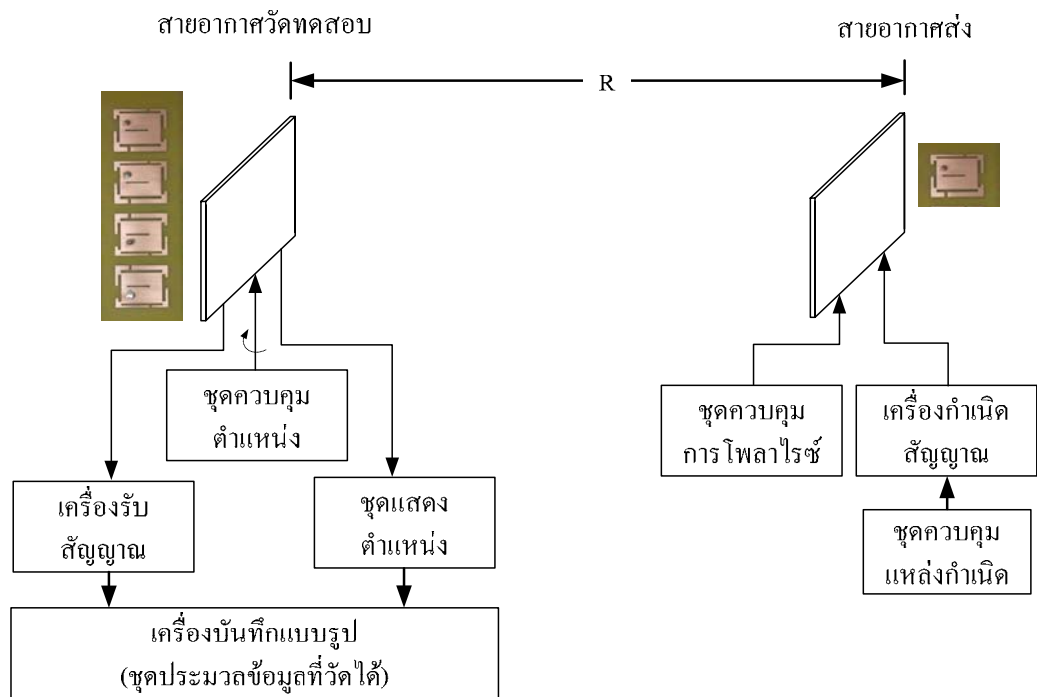 สายอากาศวัดทดสอบ
สายอากาศส่ง
R
ชุดควบคุม
ตำแหน่ง
ชุดควบคุม
การโพลาไรซ์
เครื่องกำเนิด
สัญญาณ
เครื่องรับ
สัญญาณ
ชุดแสดง
ตำแหน่ง
ชุดควบคุม
แหล่งกำเนิด
เครื่องบันทึกแบบรูป
(ชุดประมวลข้อมูลที่วัดได้)